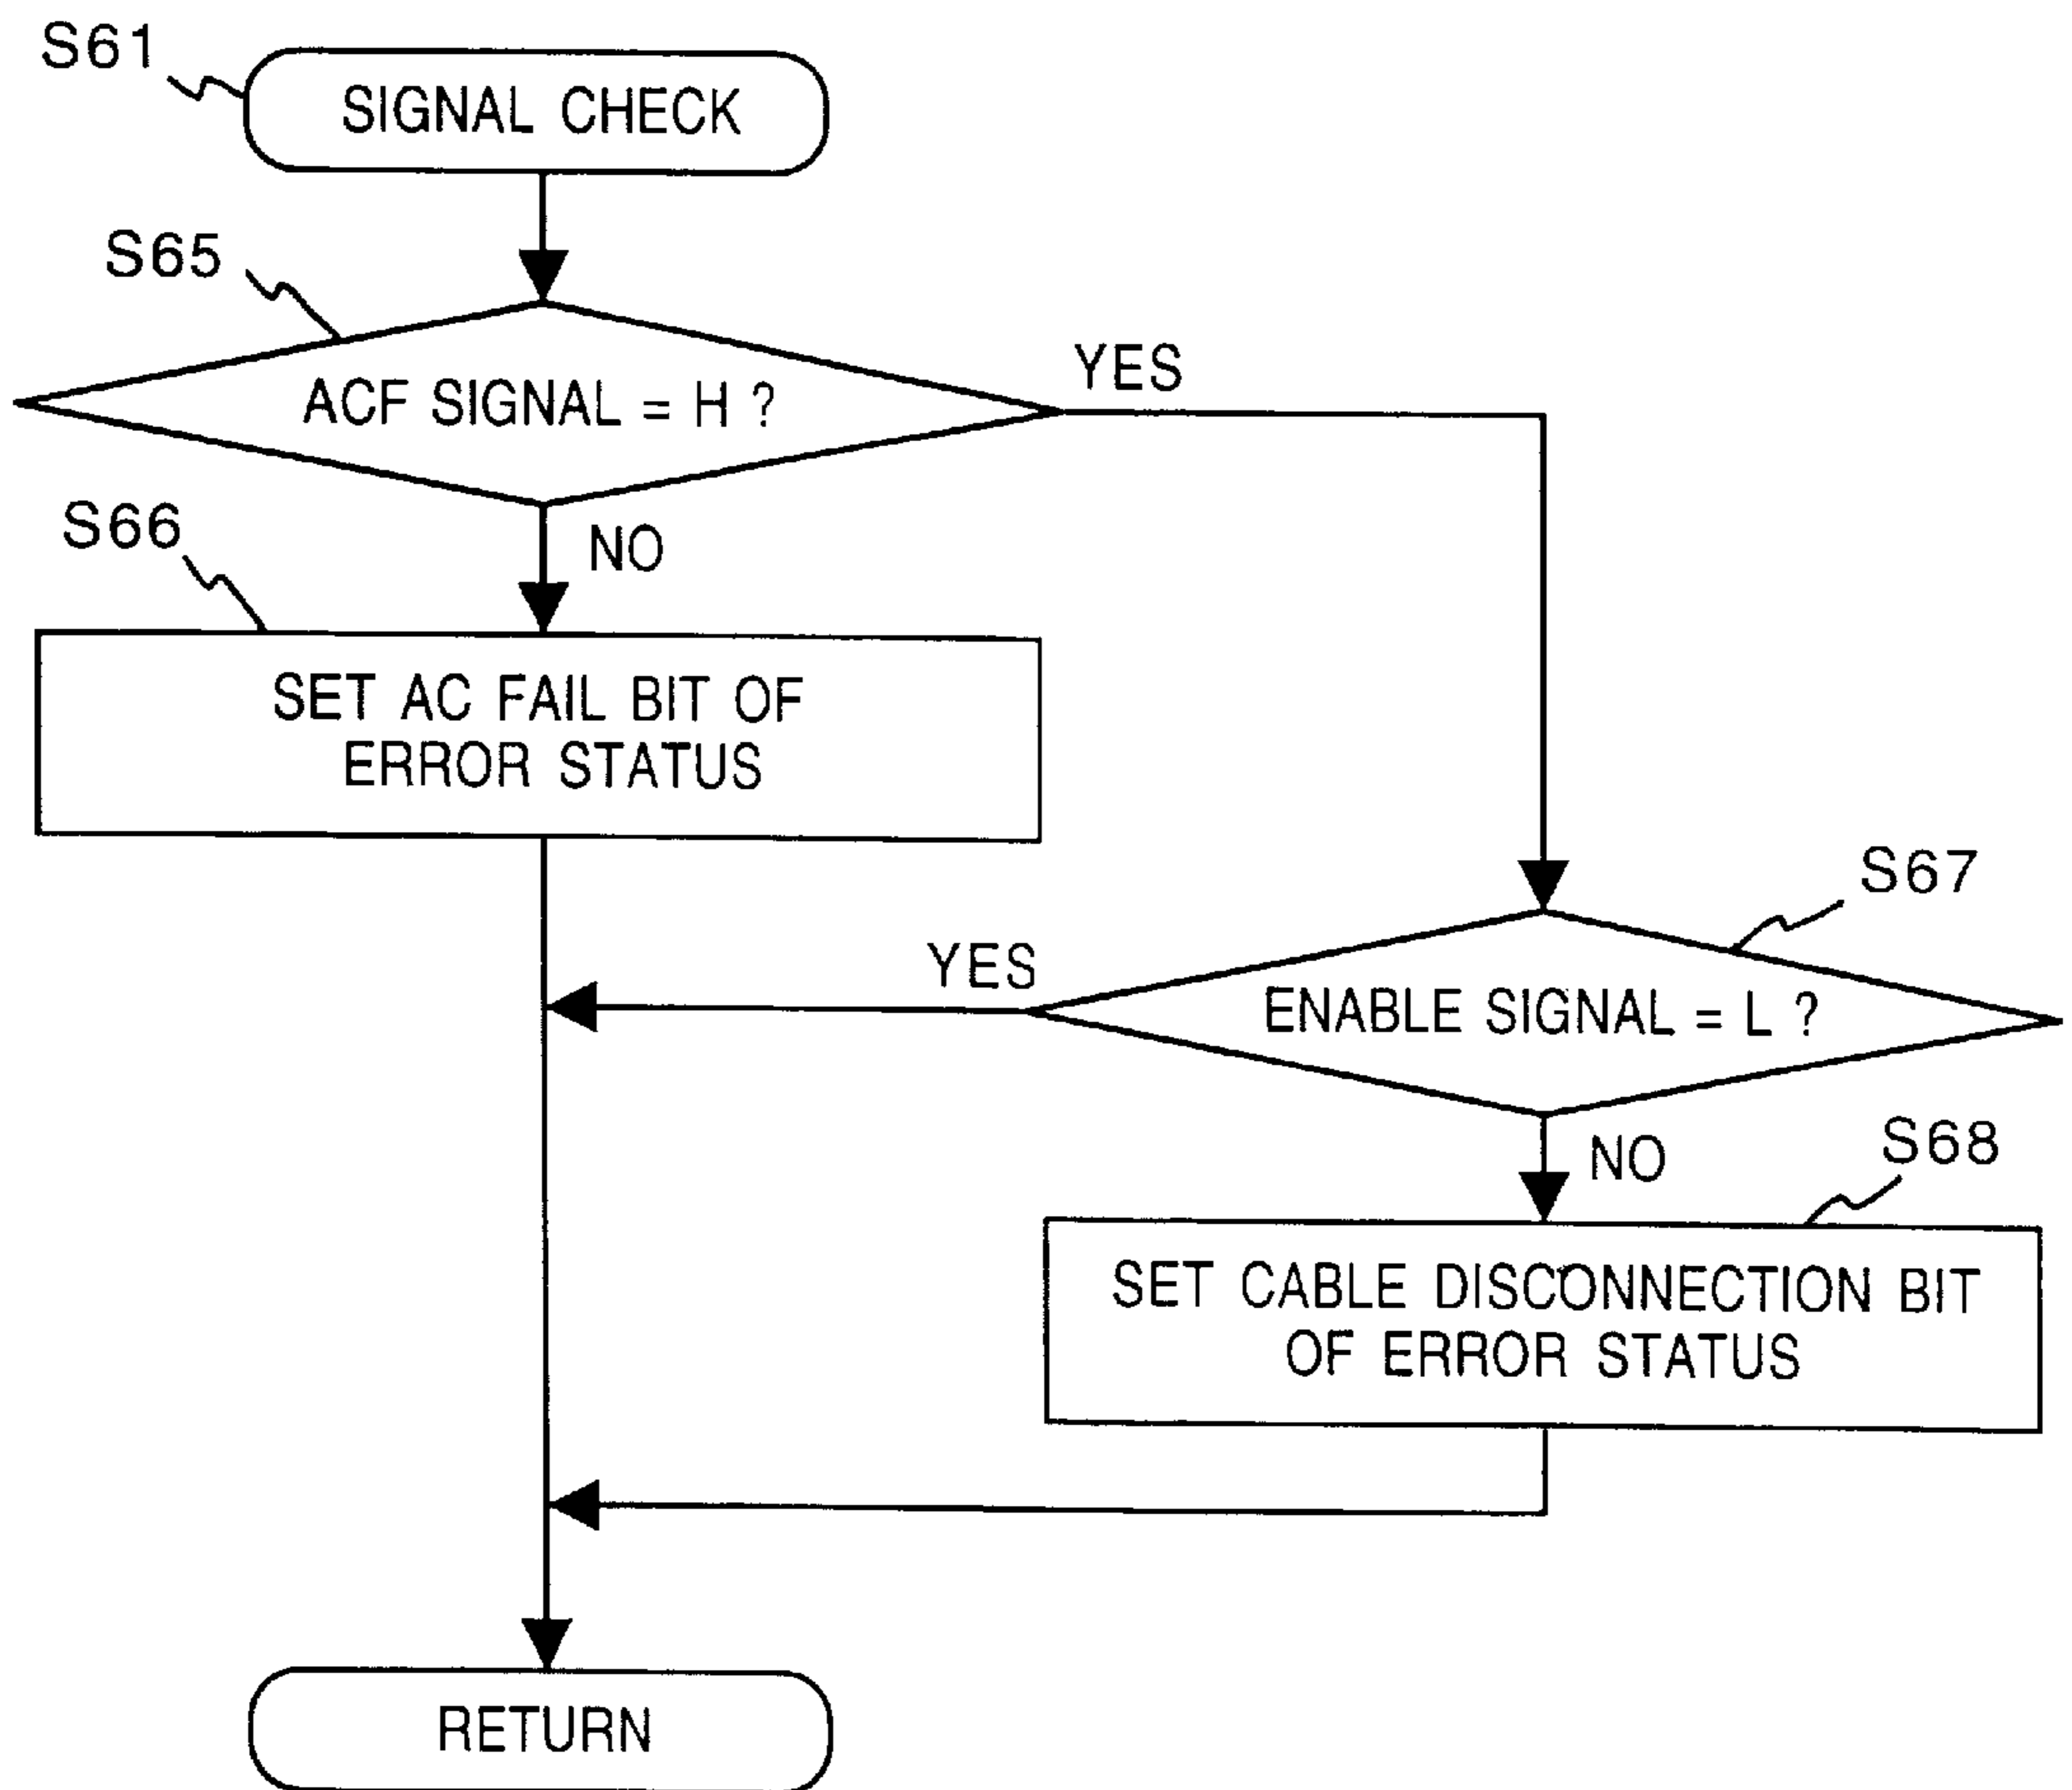 S61
SIGNAL CHECK
S65
ACF SIGNAL = H ?
YES
S66
NO
SET AC FAIL BIT OF
ERROR STATUS
S67
YES
ENABLE SIGNAL = L ?
NO
S68
SET CABLE DISCONNECTION BIT
OF ERROR STATUS
RETURN